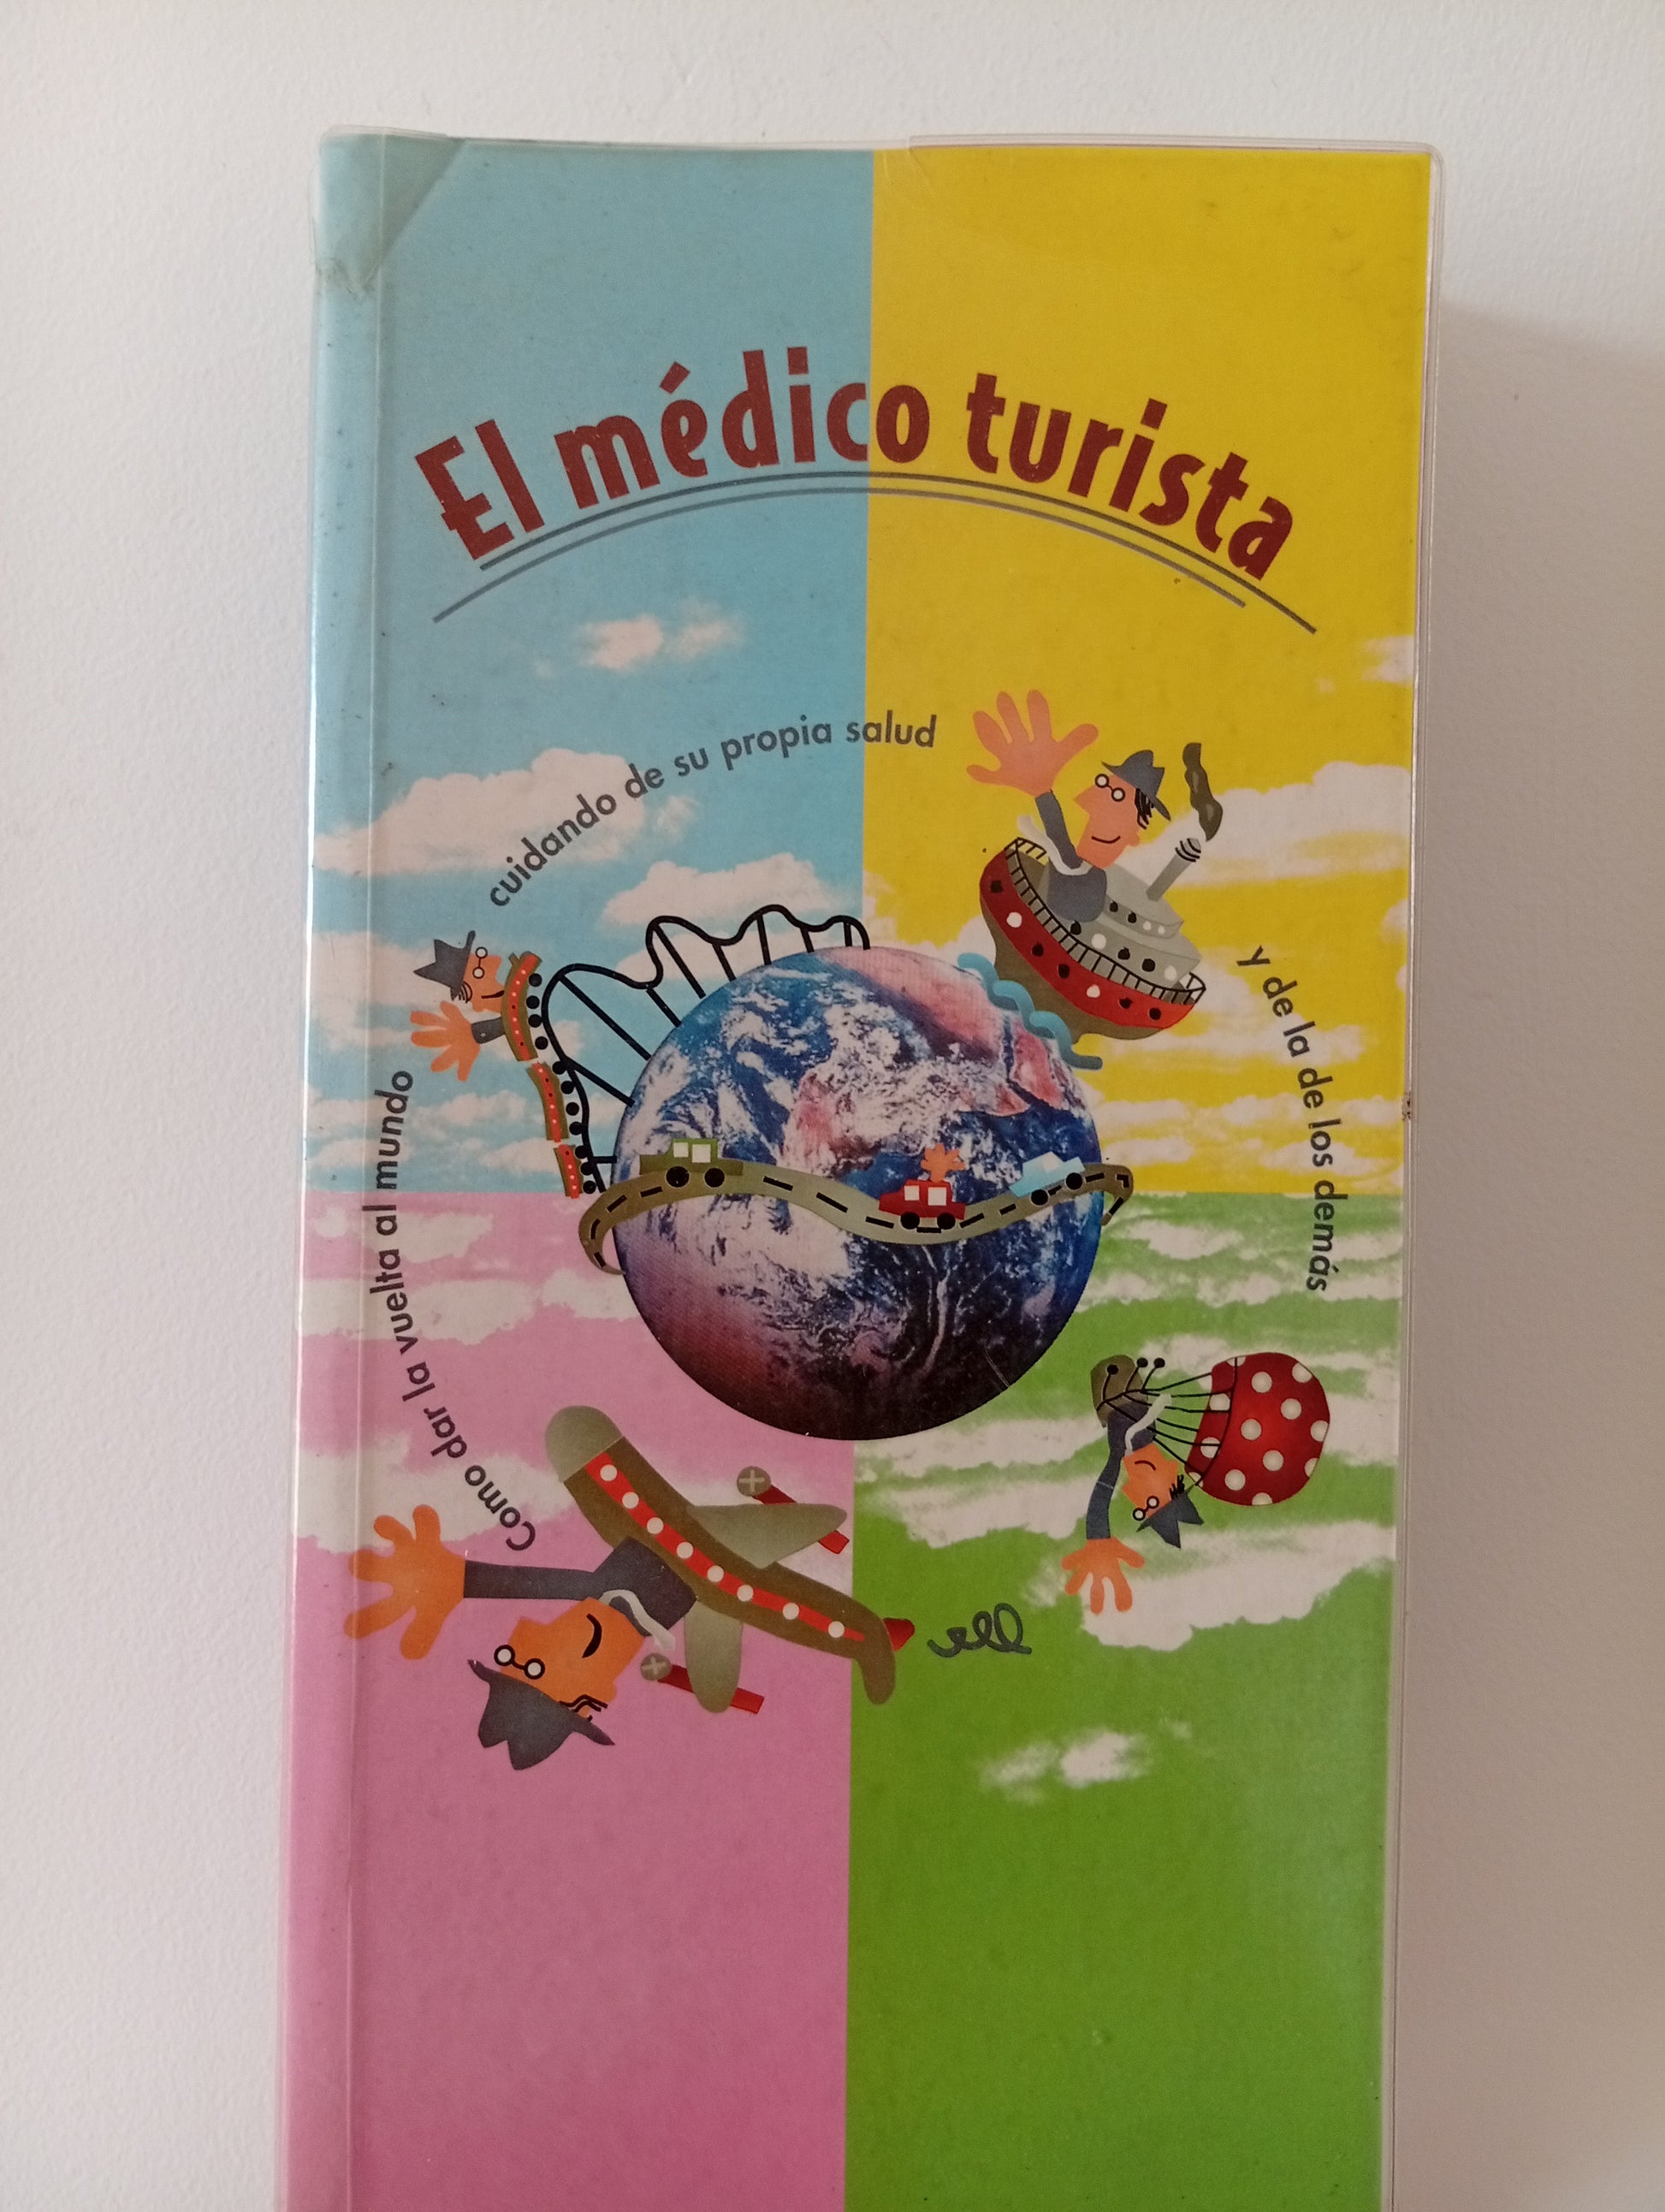 El médico turista
Como dar la vuelta al mundo
cuidando de su propia salud
y de la de los demás